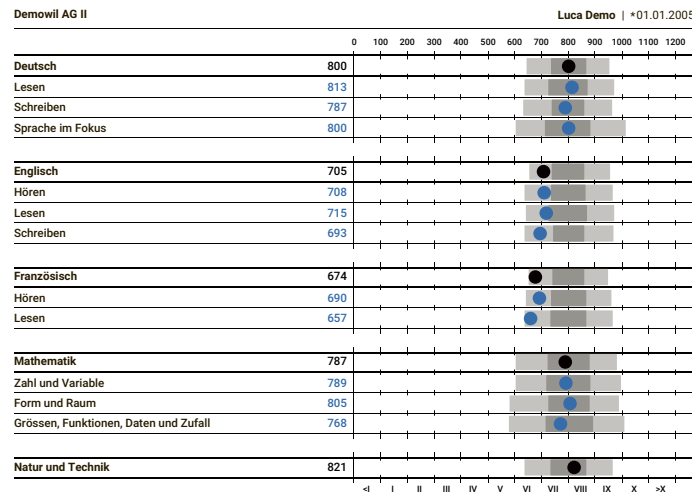 Demowil AG II Luca Demo | *01.01.2005
0 100 200 300 400 500 600 700 800 900 1000 1100 1200
Deutsch 800
Lesen 813
Schreiben 787
Sprache im Fokus 800
Englisch 705
Hören 708
Lesen 715
Schreiben 693
Französisch 674
Hören 690
Lesen 657
Mathematik 787
Zahl und Variable 789
Form und Raum 805
Grössen, Funktionen, Daten und Zufall 768
Natur und Technik 821
<I I II III IV V VI VII VIII IX X >X